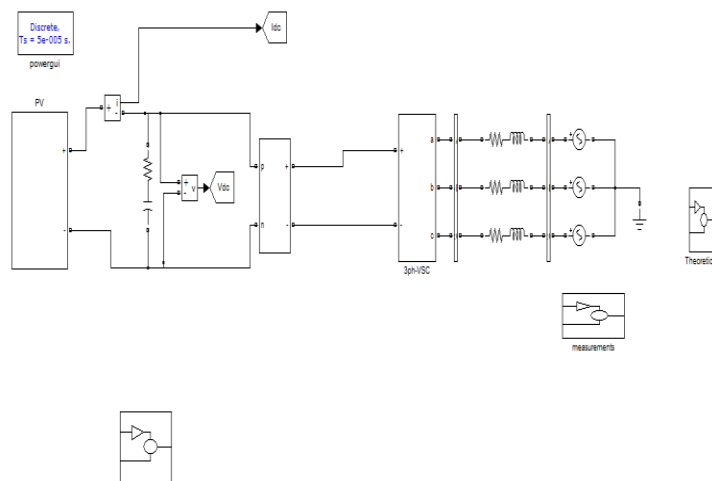 Discrete,
Ts = 5e-005 s.
powergui
Idc
PV
+
-
+
i
-
+
-
v
Vdc
p
n
+
-
+
-
a
b
c
3ph-VSC
+
+
+
measurements
Theoretic